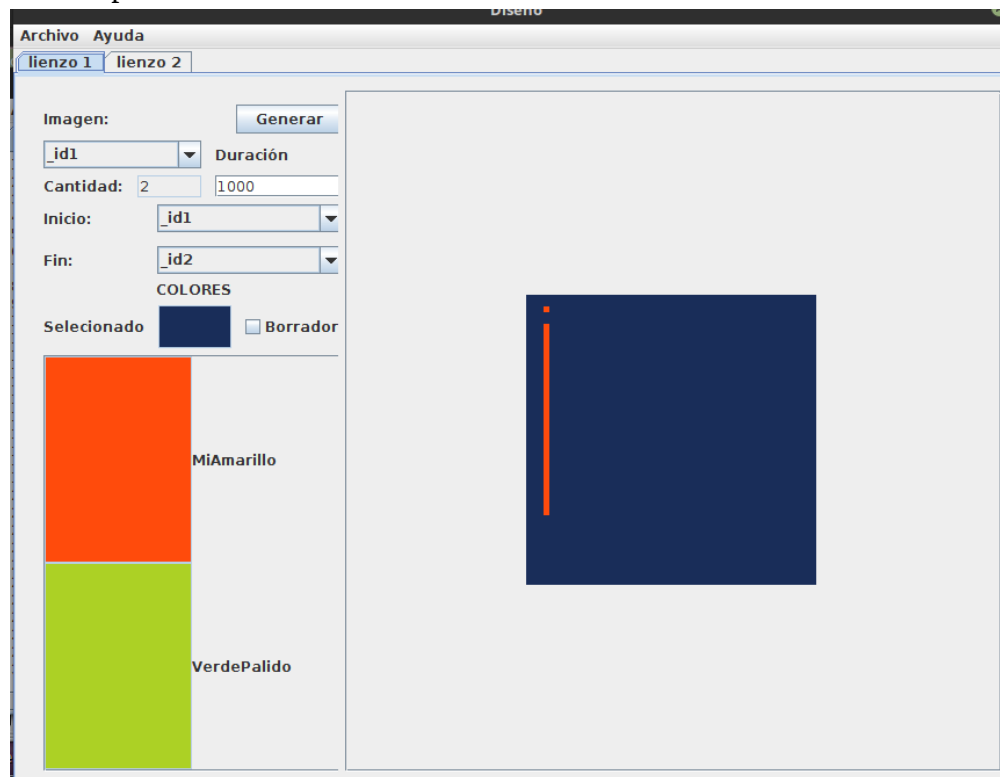 Diseño
Archivo Ayuda
lienzo 1 lienzo 2
Imagen: Generar
_id1 Duración
Cantidad: 2 1000
Inicio: _id1
Fin: _id2
COLORES
Selecionado Borrador
MiAmarillo
VerdePalido